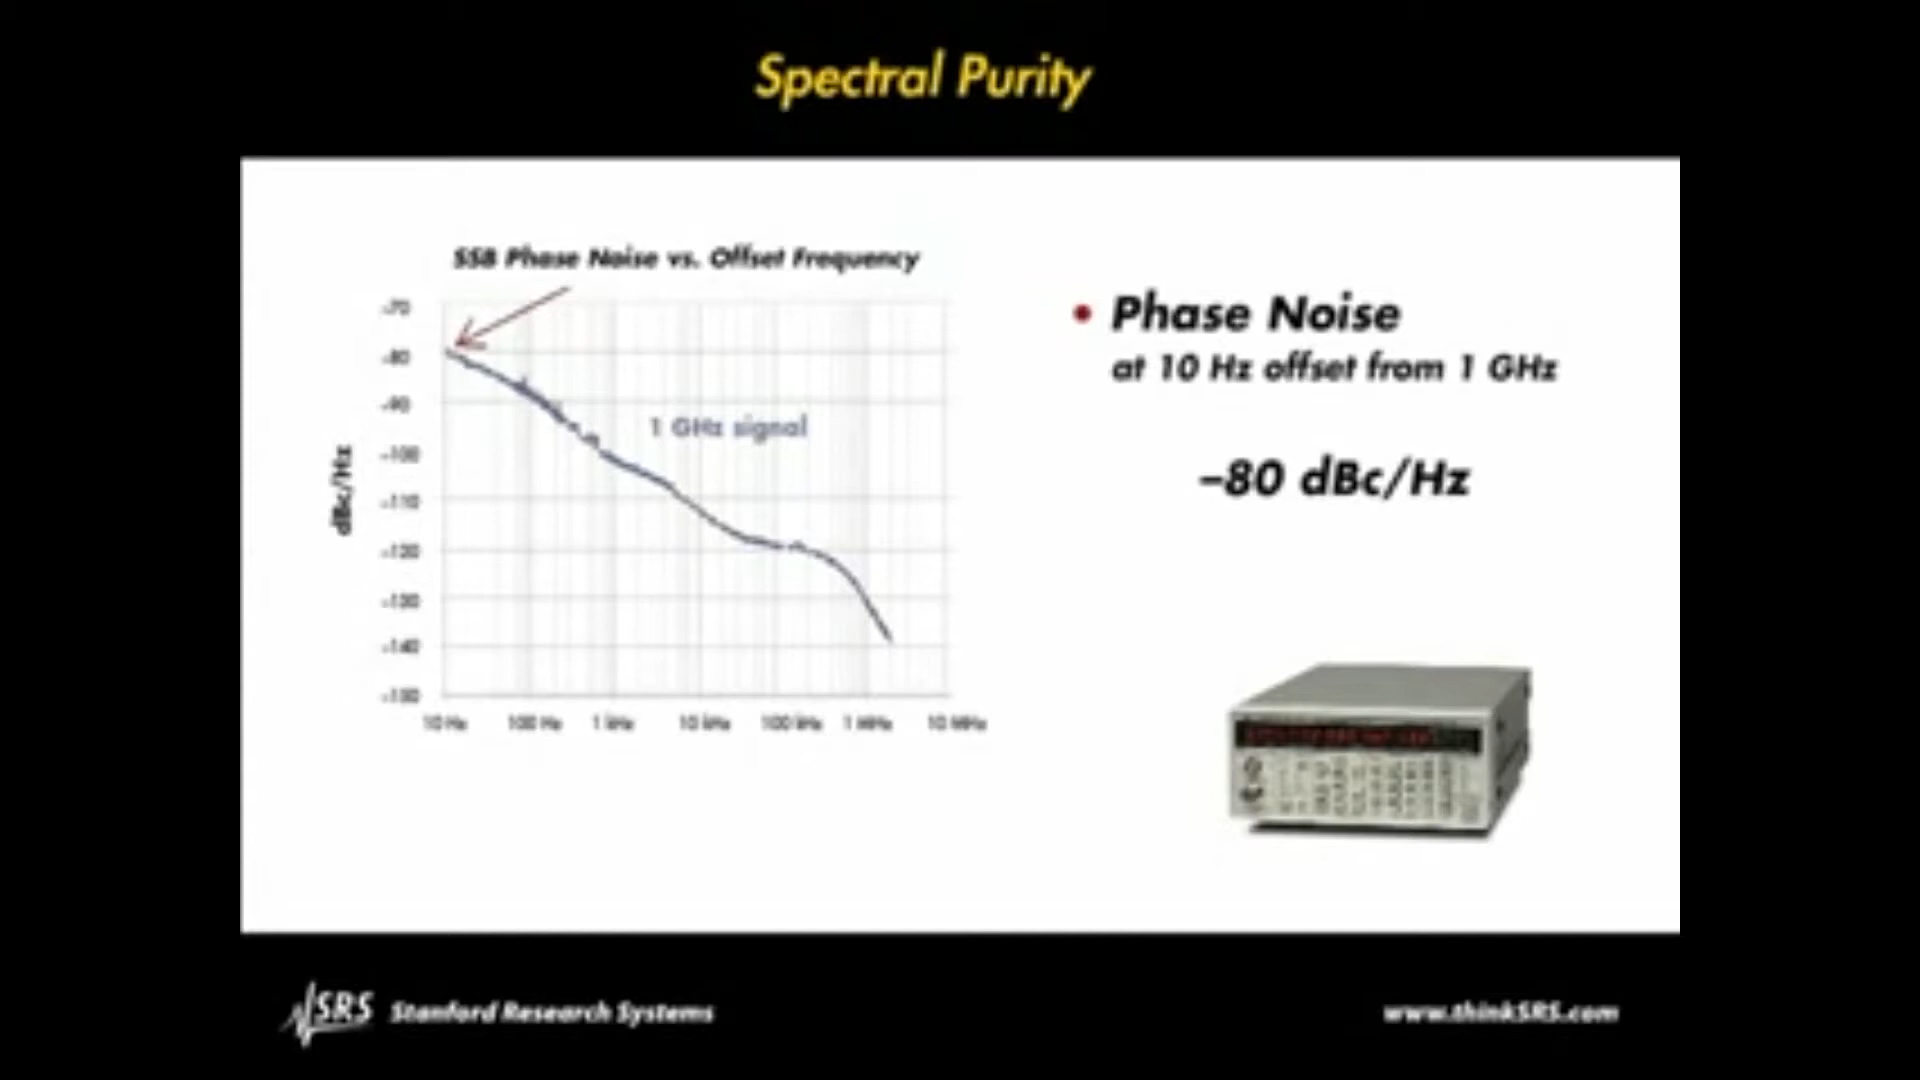 Spectral Purity
SSB Phase Noise vs. Offset Frequency
-70
-80
-90
-100
-110
-120
-130
-140
-150
dBc/Hz
1 GHz signal
10 Hz
100 Hz
1 kHz
10 kHz
100 kHz
1 MHz
10 MHz
• Phase Noise
at 10 Hz offset from 1 GHz
–80 dBc/Hz
SRS Stanford Research Systems
www.thinkSRS.com